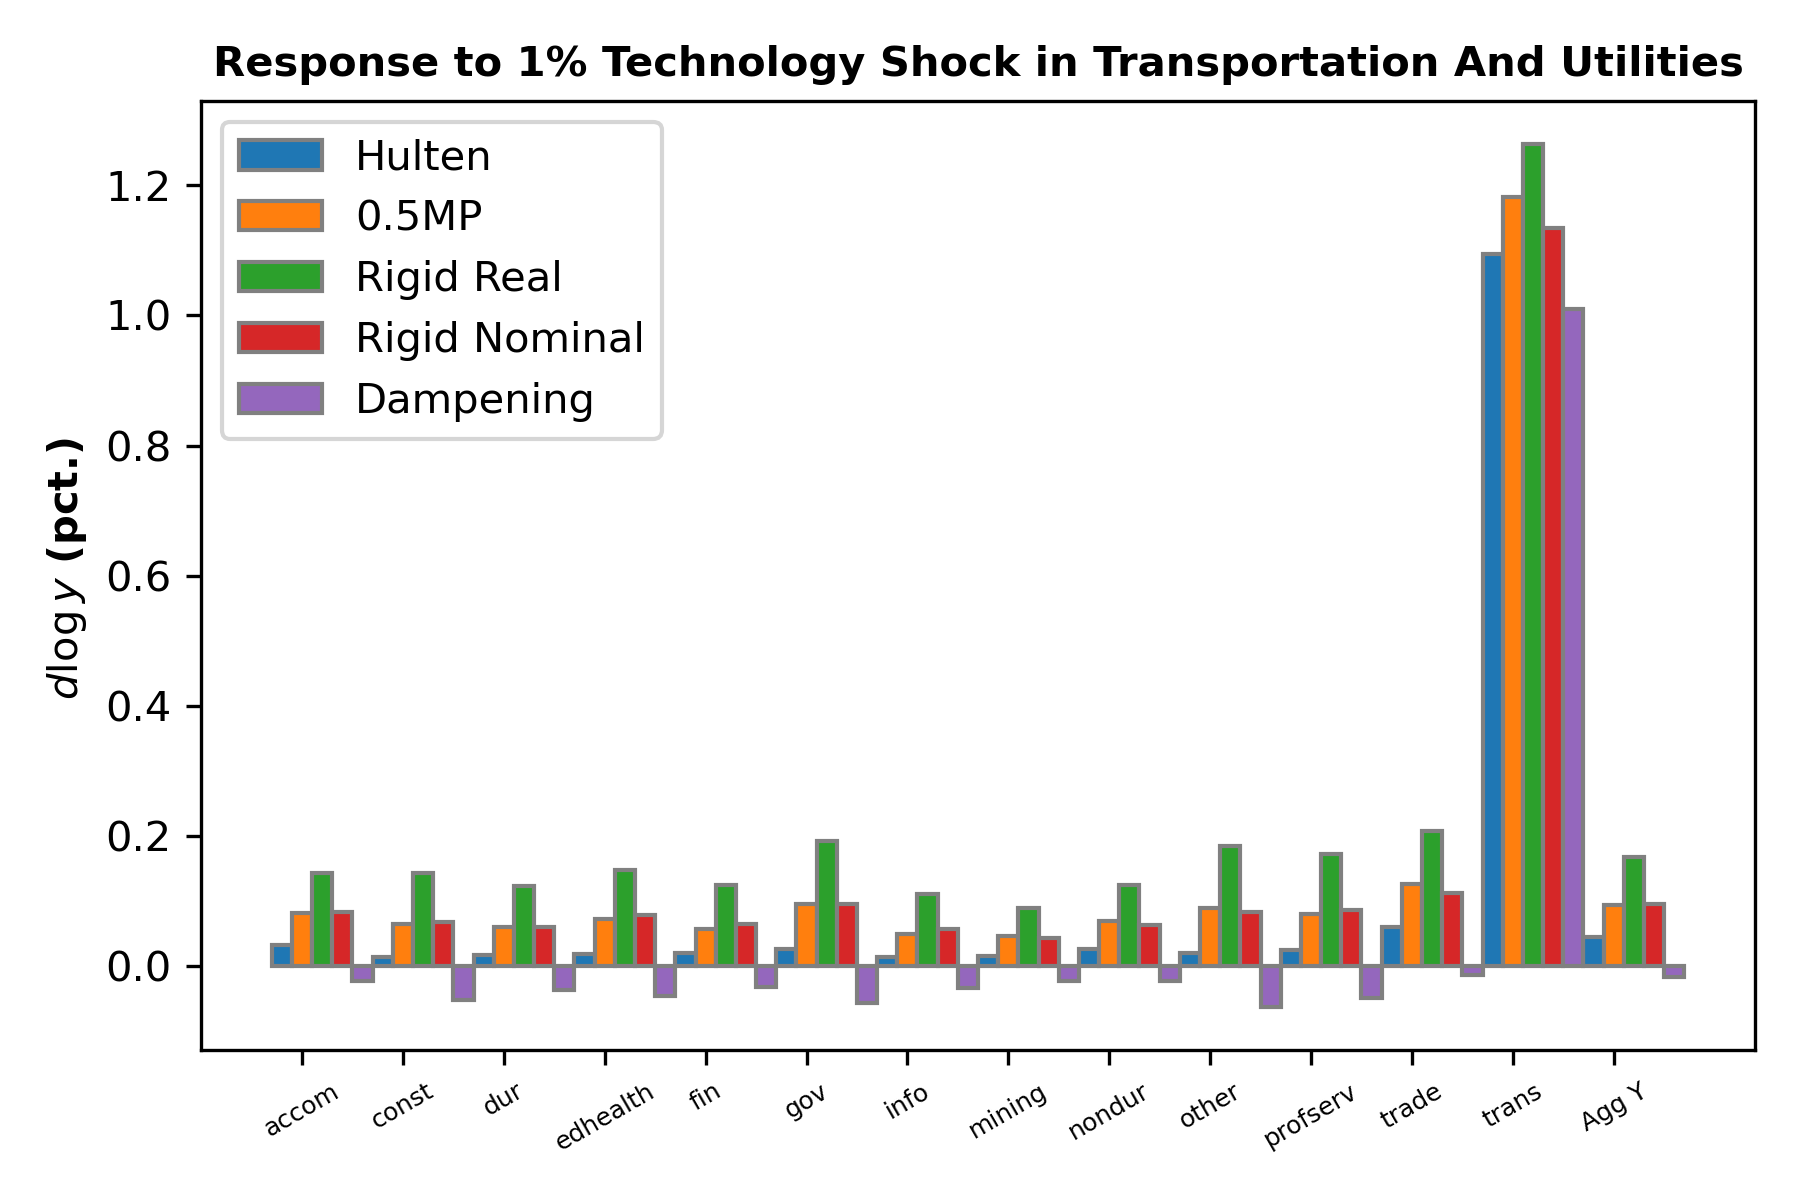 Response to 1% Technology Shock in Transportation And Utilities
Hulten
0.5MP
Rigid Real
Rigid Nominal
Dampening
dlog y (pct.)
1.2
1.0
0.8
0.6
0.4
0.2
0.0
accom
const
dur
edhealth
fin
gov
info
mining
nondur
other
profserv
trade
trans
Agg Y